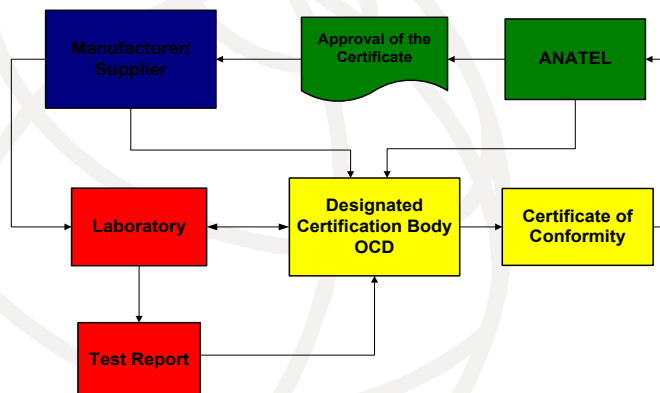 Manufacturer/
Supplier
Approval of the
Certificate
ANATEL
Laboratory
Designated
Certification Body
OCD
Certificate of
Conformity
Test Report